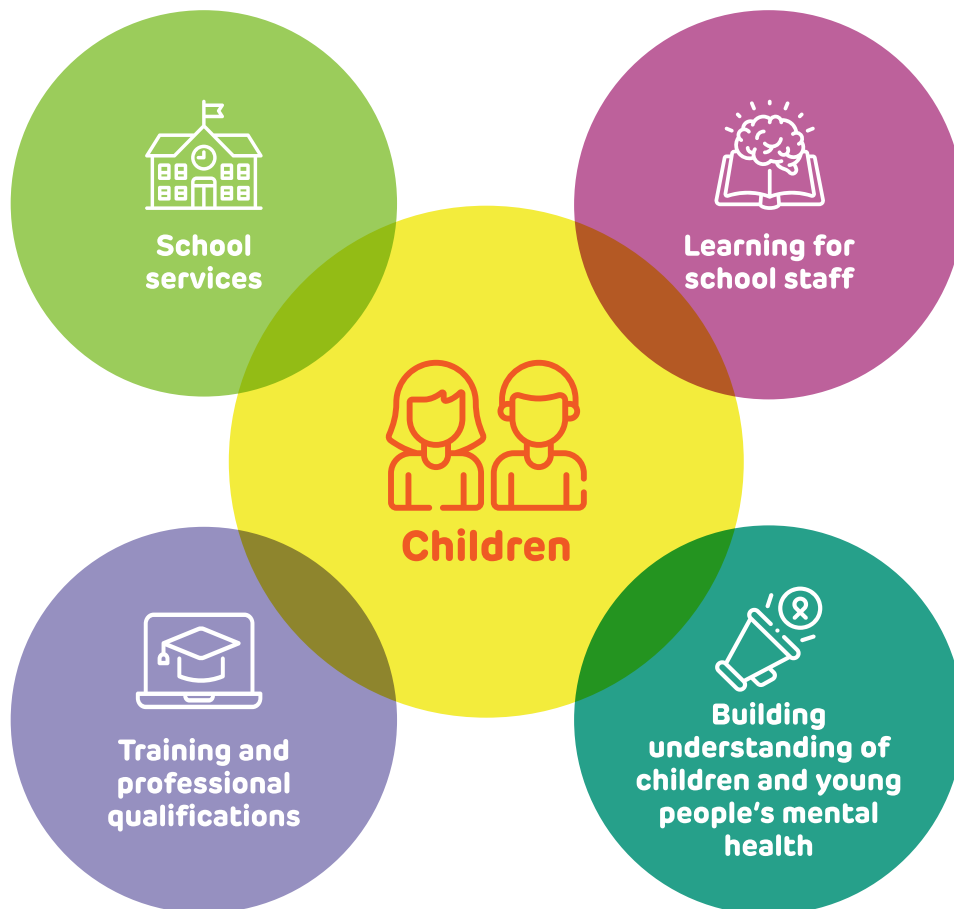 School
services
Learning for
school staff
Children
Training and
professional
qualifications
Building
understanding of
children and young
people’s mental
health